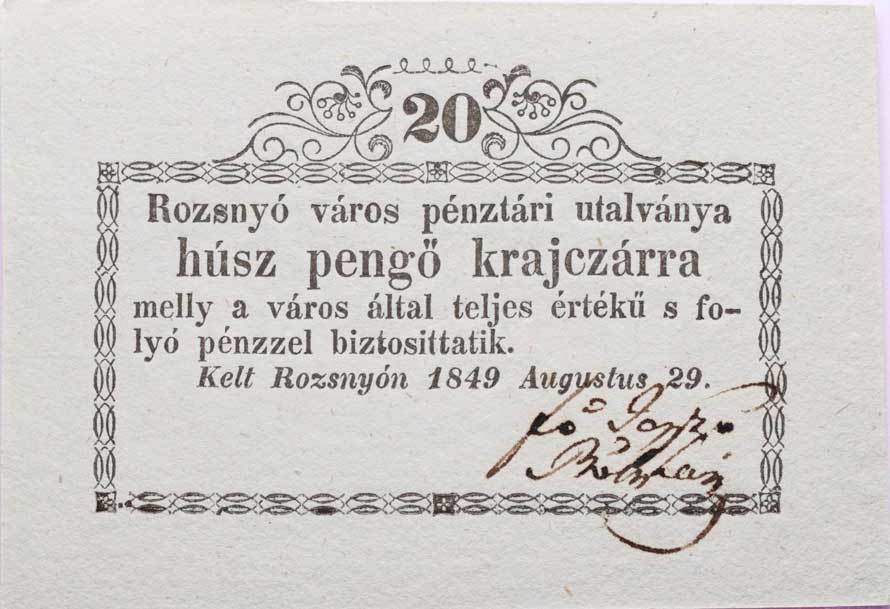 20
Rozsnyó város pénztári utalványa
húsz pengő krajczárra
melly a város által teljes értékű s fo-
lyó pénzzel biztosittatik.
Kelt Rozsnyón 1849 Augustus 29.